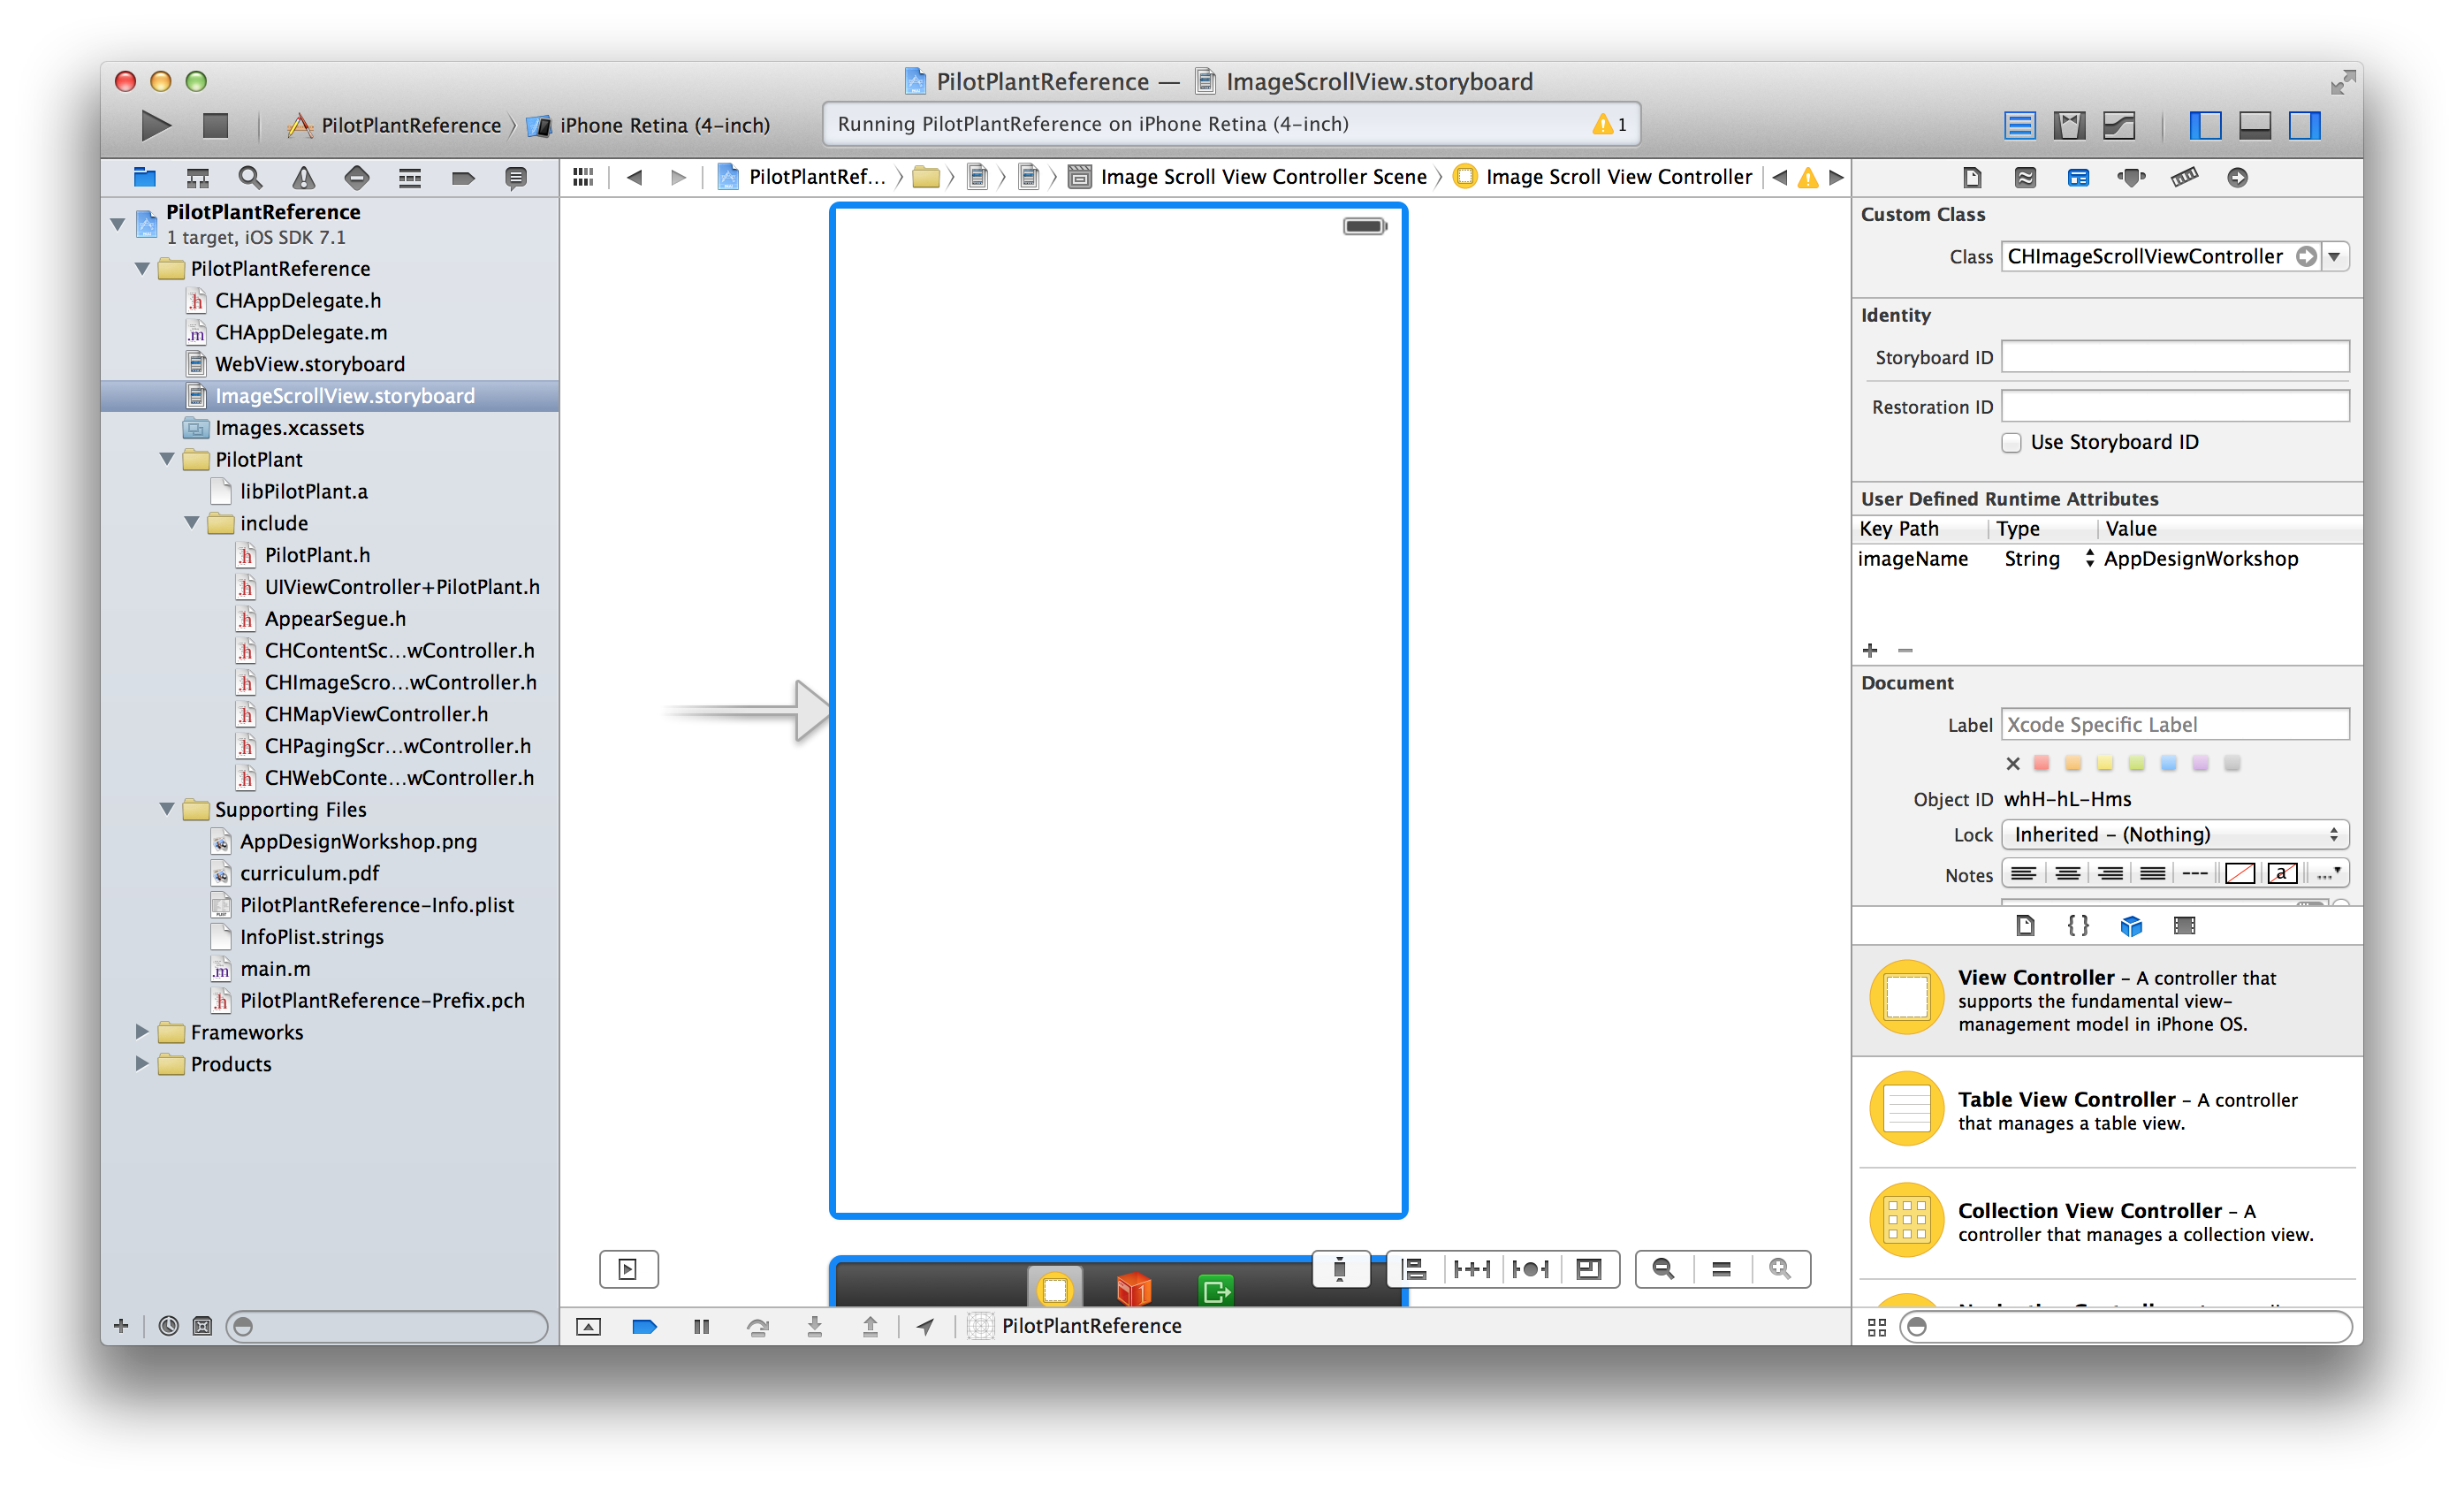 PilotPlantReference — ImageScrollView.storyboard
PilotPlantReference
iPhone Retina (4-inch)
Running PilotPlantReference on iPhone Retina (4-inch)
1
PilotPlantRef...
Image Scroll View Controller Scene
Image Scroll View Controller
PilotPlantReference
1 target, iOS SDK 7.1
PilotPlantReference
CHAppDelegate.h
CHAppDelegate.m
WebView.storyboard
ImageScrollView.storyboard
Images.xcassets
PilotPlant
libPilotPlant.a
include
PilotPlant.h
UIViewController+PilotPlant.h
AppearSegue.h
CHContentSc...wController.h
CHImageScro...wController.h
CHMapViewController.h
CHPagingScr...wController.h
CHWebConte...wController.h
Supporting Files
AppDesignWorkshop.png
curriculum.pdf
PilotPlantReference-Info.plist
InfoPlist.strings
main.m
PilotPlantReference-Prefix.pch
Frameworks
Products
PilotPlantReference
Custom Class
Class CHImageScrollViewController
Identity
Storyboard ID
Restoration ID
Use Storyboard ID
User Defined Runtime Attributes
Key Path Type Value
imageName String AppDesignWorkshop
Document
Label Xcode Specific Label
Object ID whH-hL-Hms
Lock Inherited - (Nothing)
Notes
View Controller - A controller that
supports the fundamental view-
management model in iPhone OS.
Table View Controller - A controller
that manages a table view.
Collection View Controller - A
controller that manages a collection view.